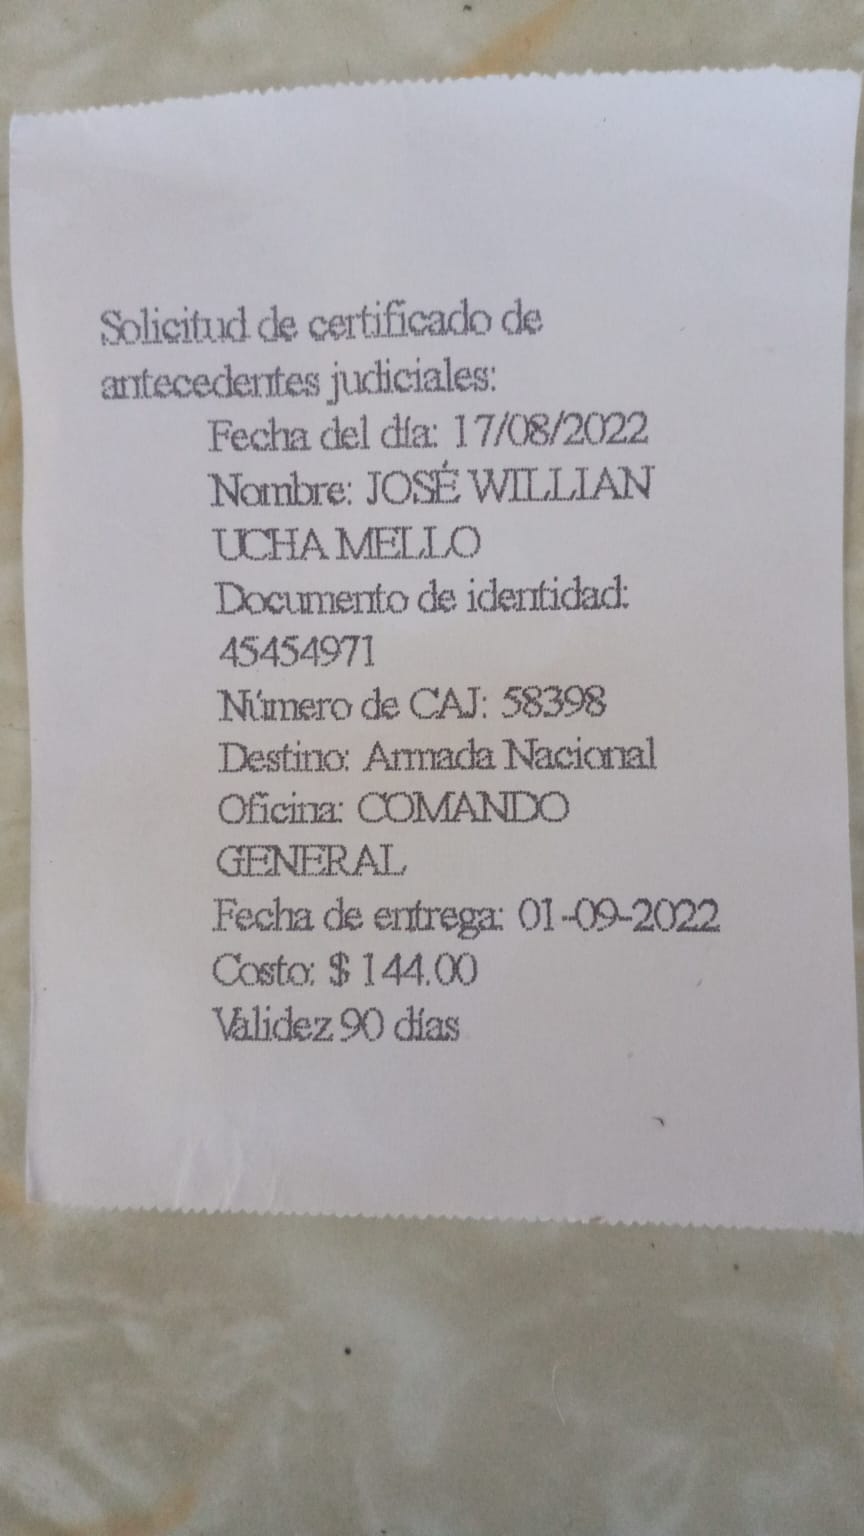 Solicitud de certificado de
antecedentes judiciales:
Fecha del día: 17/08/2022
Nombre: JOSÉ WILLIAN
UCHA MELLO
Documento de identidad:
45454971
Número de CAJ: 58398
Destino: Armada Nacional
Oficina: COMANDO
GENERAL
Fecha de entrega: 01-09-2022
Costo: $ 144.00
Validez 90 días